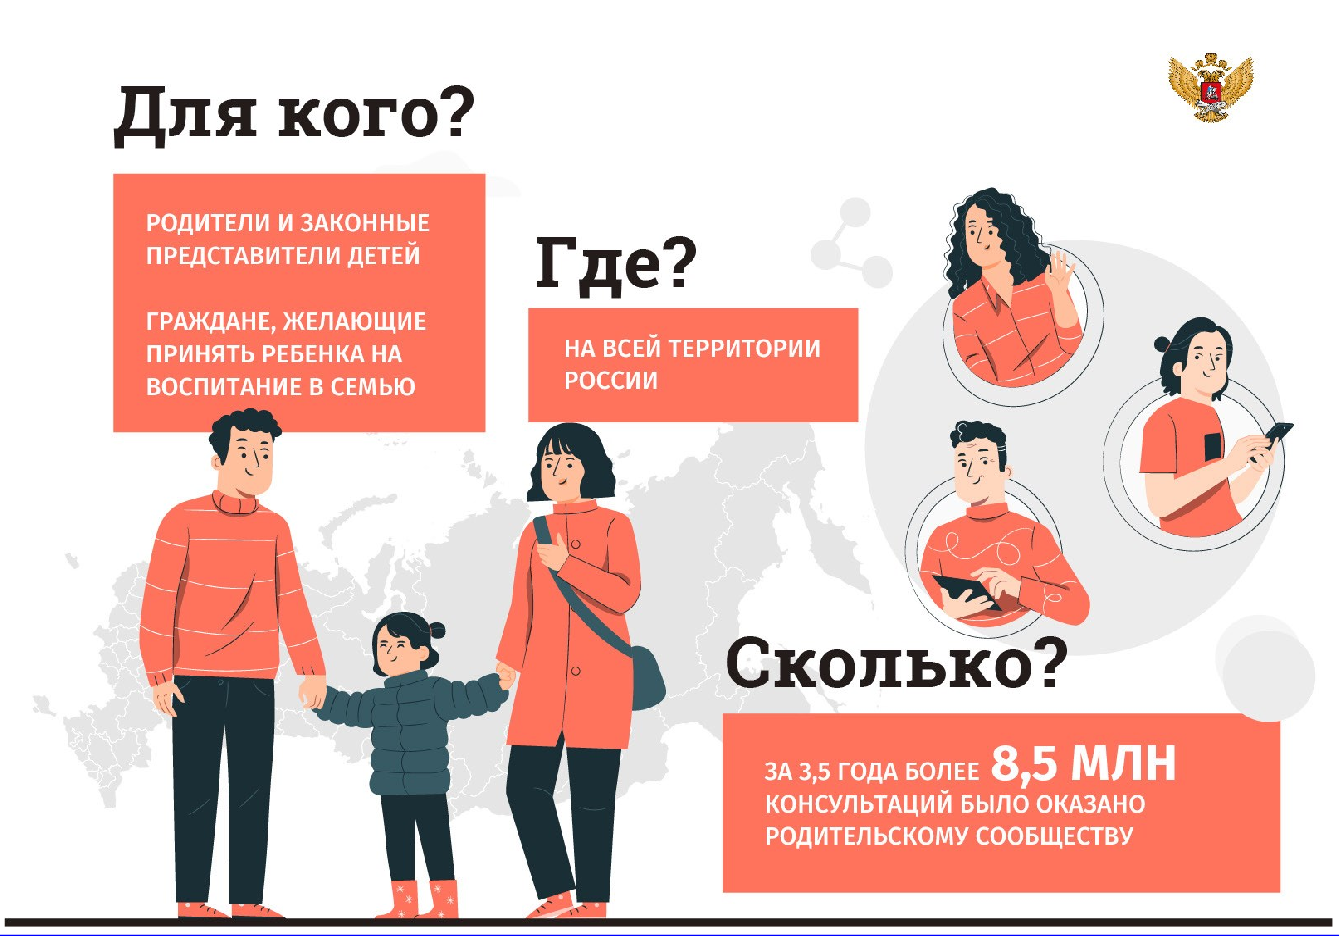 Для кого?
РОДИТЕЛИ И ЗАКОННЫЕ
ПРЕДСТАВИТЕЛИ ДЕТЕЙ
ГРАЖДАНЕ, ЖЕЛАЮЩИЕ
ПРИНЯТЬ РЕБЕНКА НА
ВОСПИТАНИЕ В СЕМЬЮ
Где?
НА ВСЕЙ ТЕРРИТОРИИ
РОССИИ
Сколько?
ЗА 3,5 ГОДА БОЛЕЕ 8,5 МЛН
КОНСУЛЬТАЦИЙ БЫЛО ОКАЗАНО
РОДИТЕЛЬСКОМУ СООБЩЕСТВУ